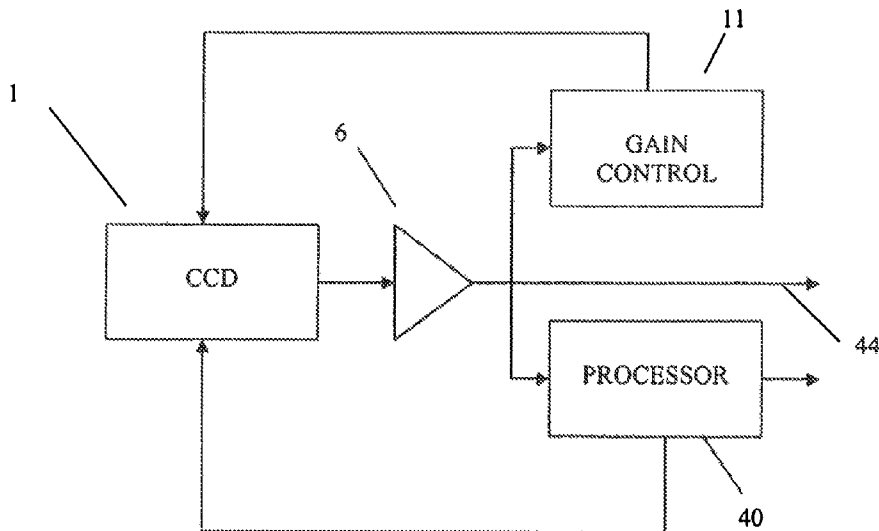 11
1
6
GAIN
CONTROL
CCD
44
PROCESSOR
40